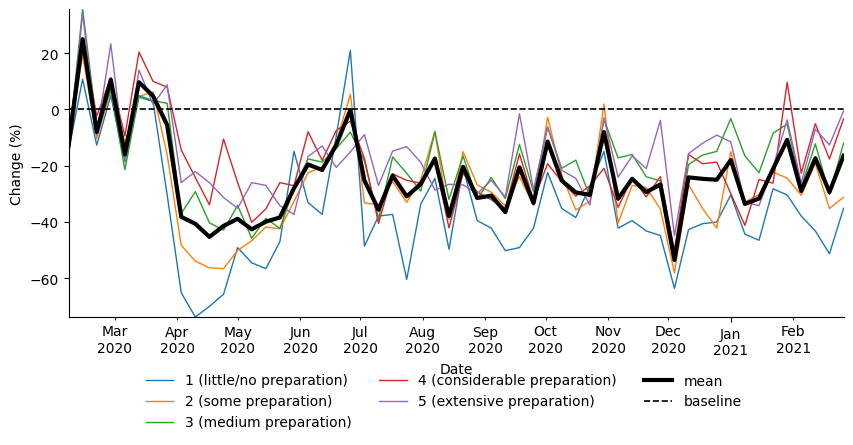 Change (%)
20
0
−20
−40
−60
Mar Apr May Jun Jul Aug Sep Oct Nov Dec Jan Feb
2020 2020 2020 2020 2020 2020 2020 2020 2020 2020 2021 2021
Date
1 (little/no preparation) 4 (considerable preparation) mean
2 (some preparation) 5 (extensive preparation) baseline
3 (medium preparation)